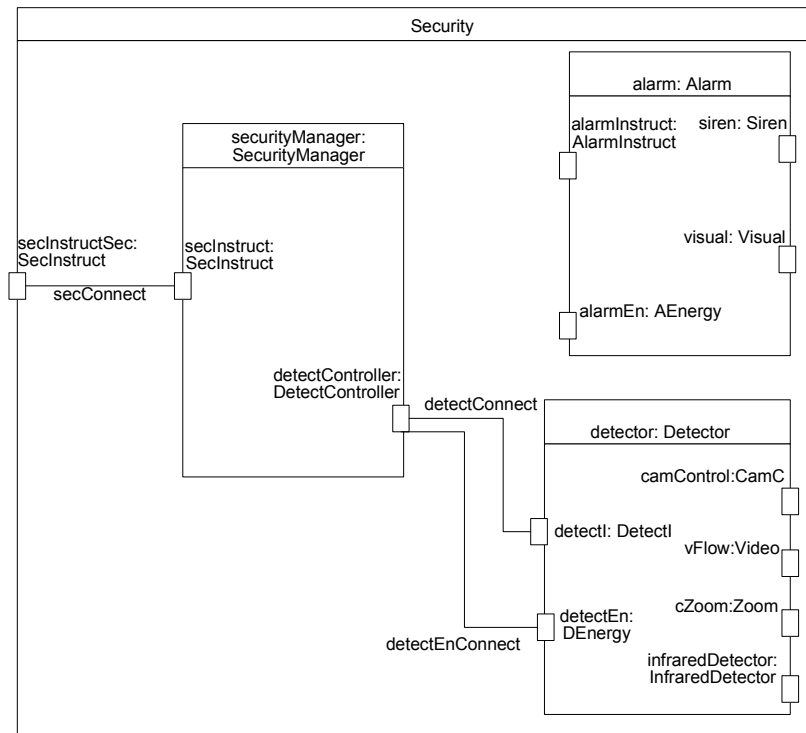 Security
alarm: Alarm
alarmInstruct:
AlarmInstruct
siren: Siren
visual: Visual
alarmEn: AEnergy
securityManager:
SecurityManager
secInstructSec:
SecInstruct
secInstruct:
SecInstruct
secConnect
detectController:
DetectController
detectConnect
detectEnConnect
detector: Detector
camControl:CamC
detectI: DetectI
vFlow:Video
cZoom:Zoom
detectEn:
DEnergy
infraredDetector:
InfraredDetector